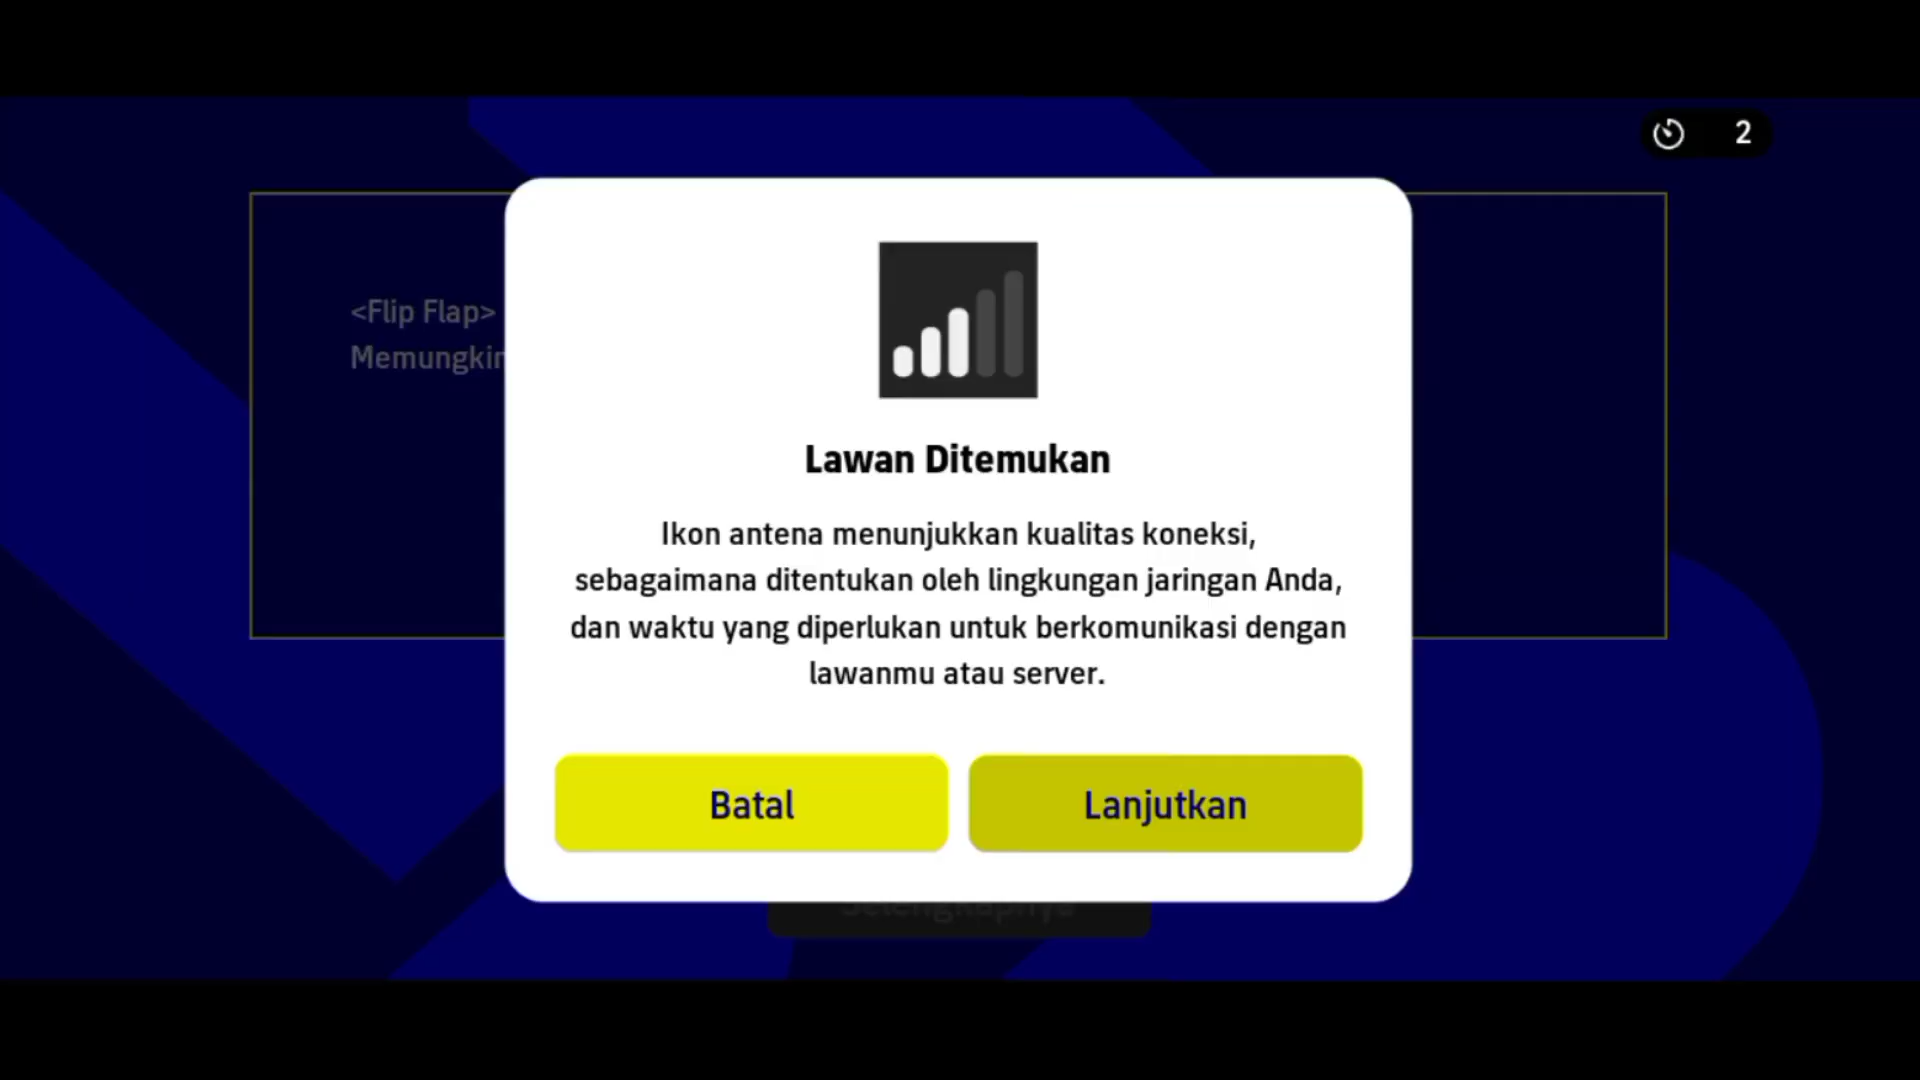 2
<Flip Flap>
Lawan Ditemukan
Ikon antena menunjukkan kualitas koneksi,
sebagaimana ditentukan oleh lingkungan jaringan Anda,
dan waktu yang diperlukan untuk berkomunikasi dengan
lawanmu atau server.
Batal
Lanjutkan
Selengkapnya